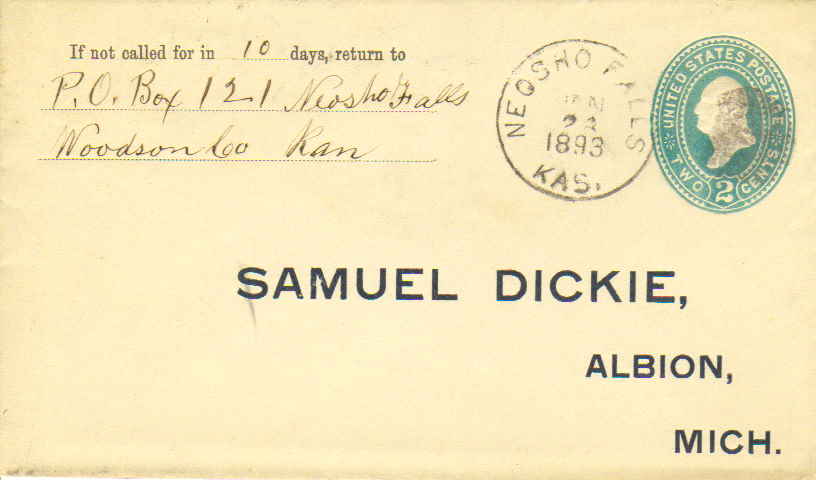 If not called for in 10 days, return to
P. O. Box 121 Neosho Falls
Woodson Co Kan
NEOSHO FALLS
JAN
1893
KAS.
UNITED STATES POSTAGE
TWO 2 CENTS
SAMUEL DICKIE,
ALBION,
MICH.